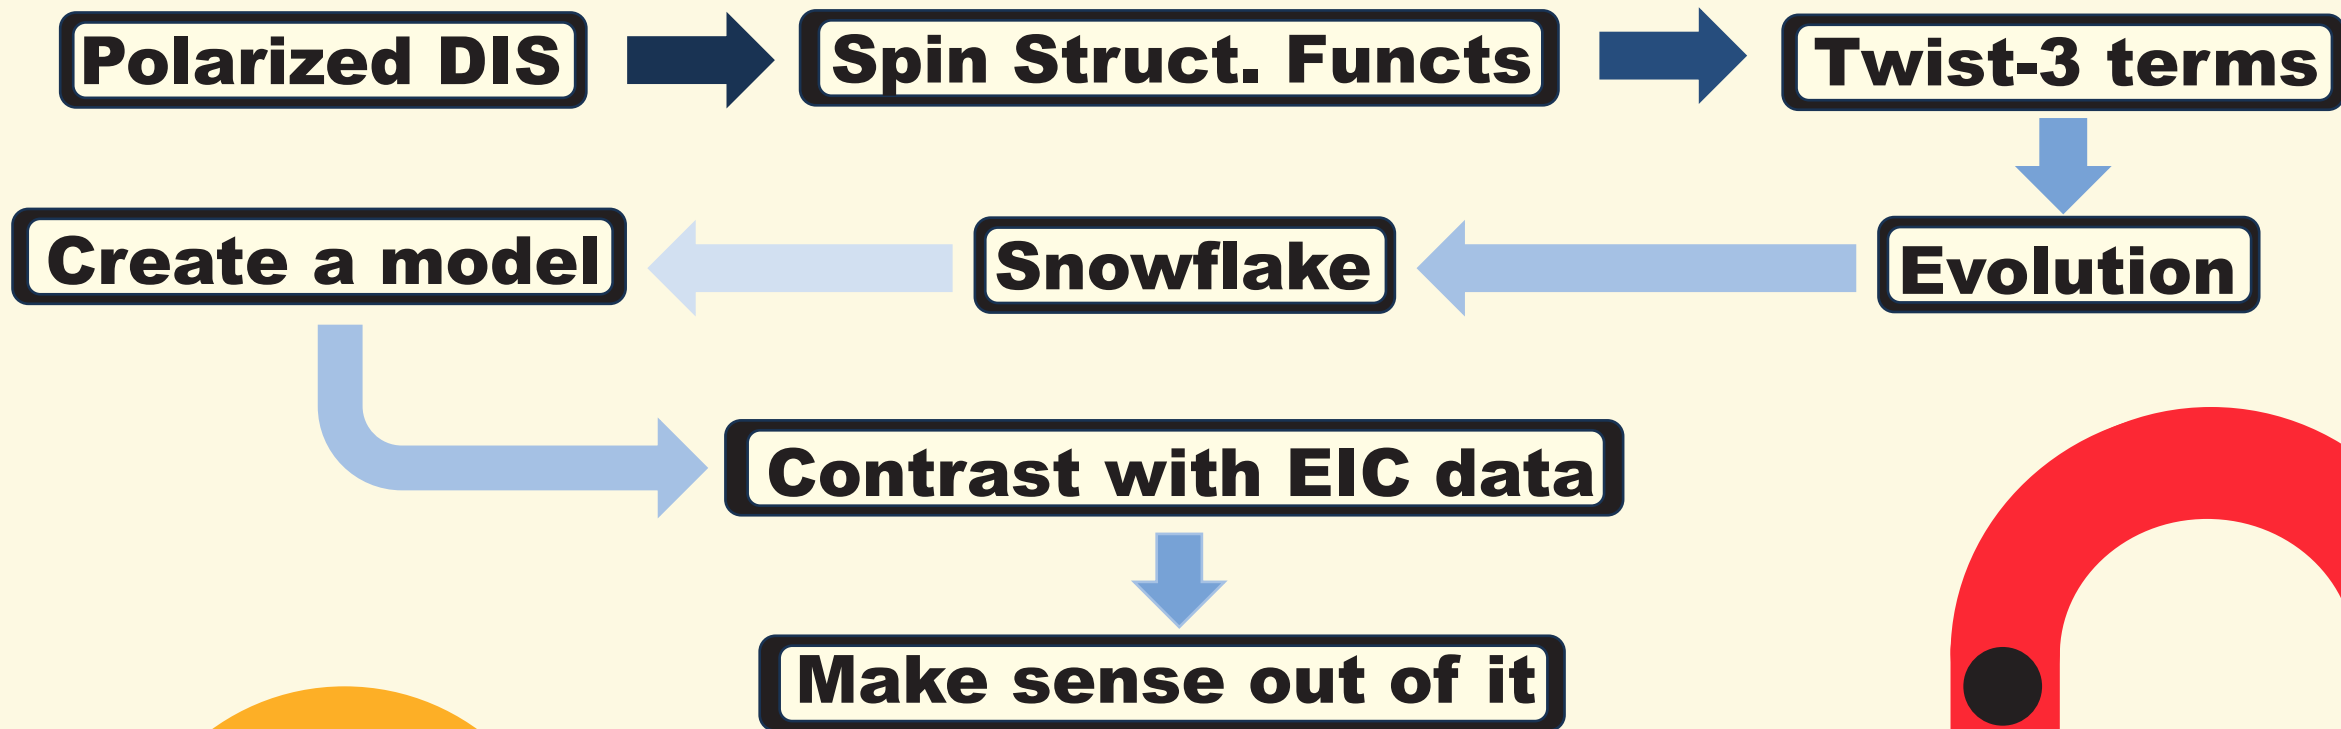 Polarized DIS
Spin Struct. Functs
Twist-3 terms
Evolution
Snowflake
Create a model
Contrast with EIC data
Make sense out of it